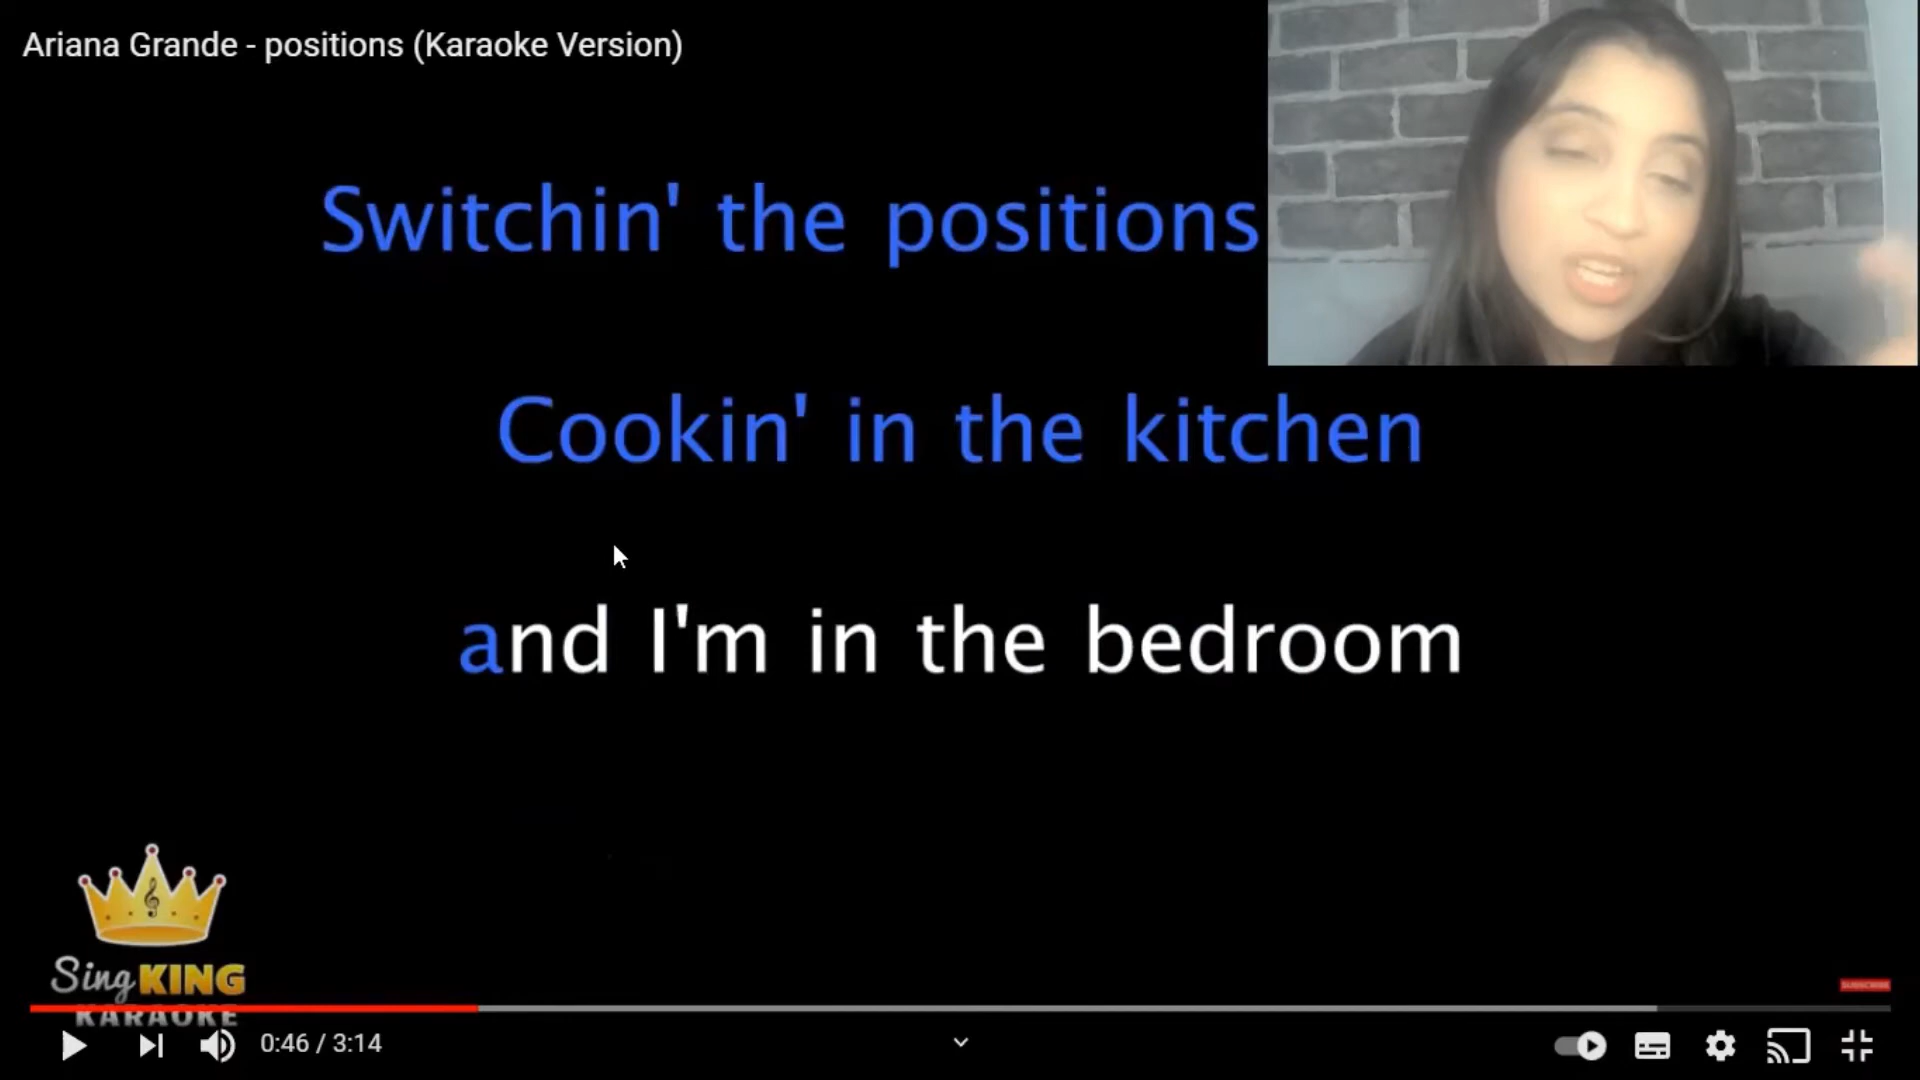 Ariana Grande - positions (Karaoke Version)
Switchin' the positions
Cookin' in the kitchen
and I'm in the bedroom
Sing KING
KARAOKE
SUBSCRIBE
0:46 / 3:14